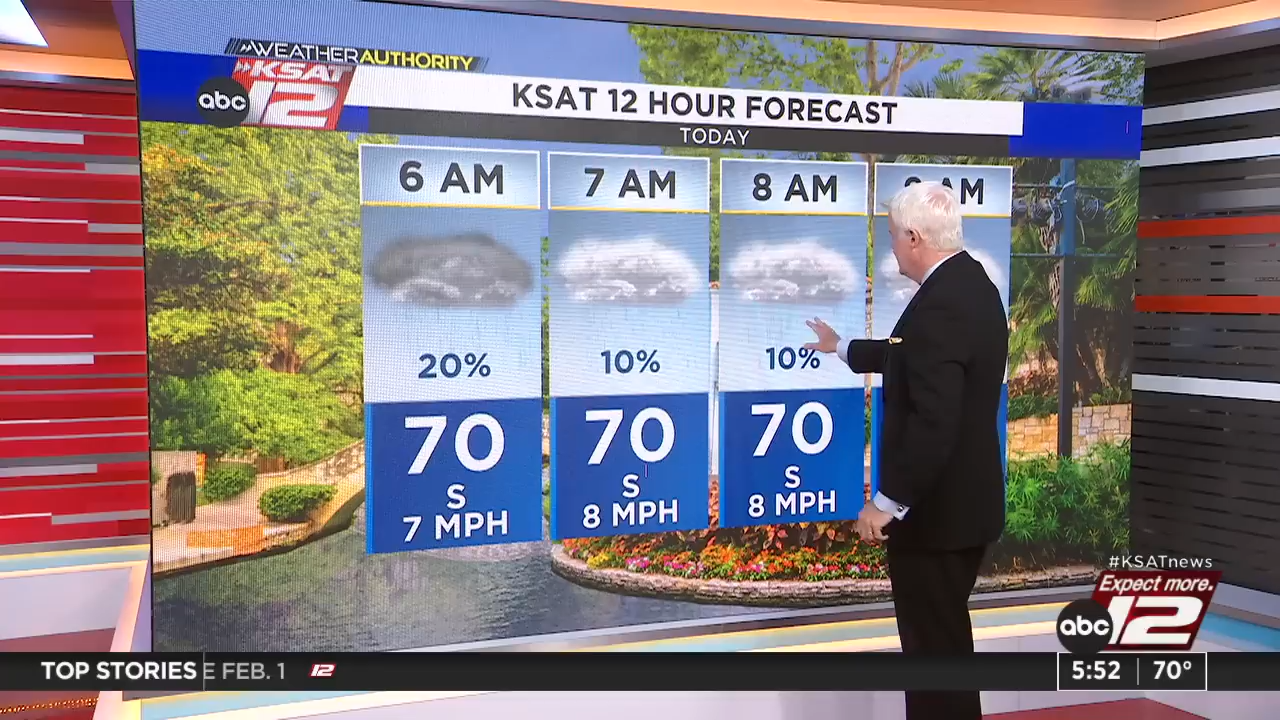 WEATHERAUTHORITY
KSAT
abc 12
KSAT 12 HOUR FORECAST
TODAY
6 AM
7 AM
8 AM
AM
20%
10%
10%
70
70
70
S
S
S
7 MPH
8 MPH
8 MPH
#KSATnews
Expect more.
abc 12
TOP STORIES E FEB. 1 12
5:52 70°